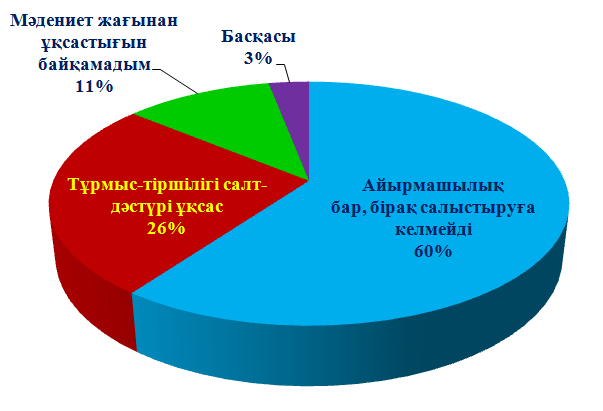 Мәдениет жағынан
ұқсастығын
байқамадым
11%
Басқасы
3%
Тұрмыс-тіршілігі салт-
дәстүрі ұқсас
26%
Айырмашылық
бар, бірақ салыстыруға
келмейді
60%